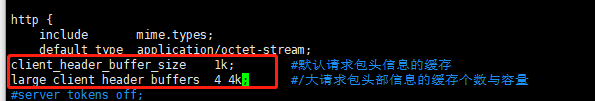 http {
include mime.types;
default_type application/octet-stream;
client_header_buffer_size 1k; #默认请求包头信息的缓存
large_client_header_buffers 4 4k; #/大请求包头部信息的缓存个数与容量
#server_tokens off;